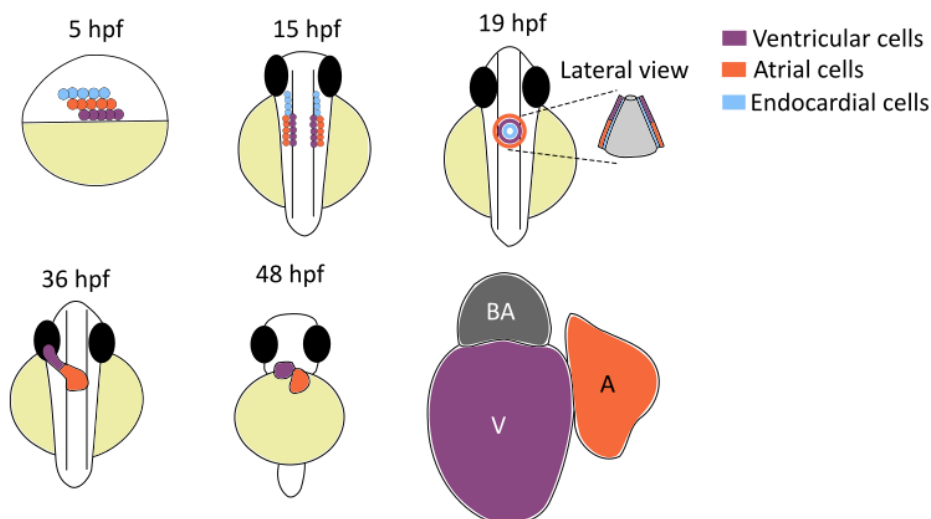 5 hpf
15 hpf
19 hpf
Lateral view
Ventricular cells
Atrial cells
Endocardial cells
36 hpf
48 hpf
BA
V
A